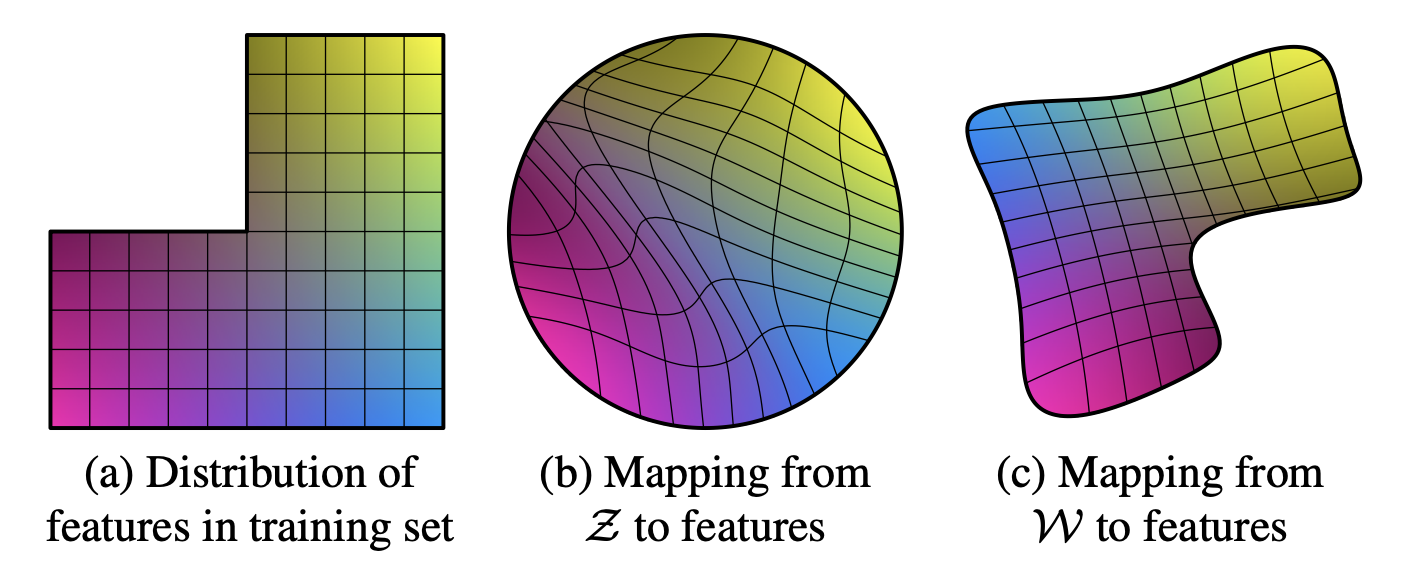 (a) Distribution of
features in training set
(b) Mapping from
𝒵 to features
(c) Mapping from
𝒲 to features